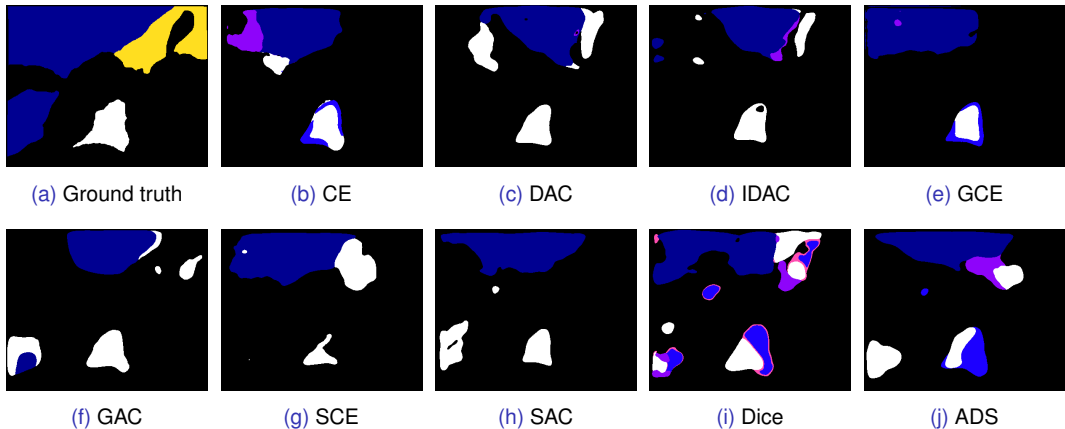 (a) Ground truth
(b) CE
(c) DAC
(d) IDAC
(e) GCE
(f) GAC
(g) SCE
(h) SAC
(i) Dice
(j) ADS